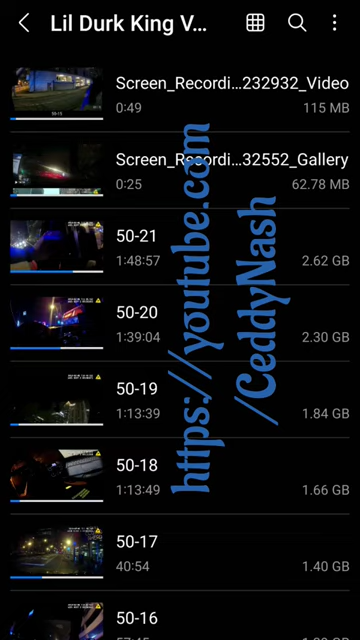 Lil Durk King V...
Screen_Recordi...232932_Video
0:49
115 MB
Screen_Recordi...32552_Gallery
0:25
62.78 MB
50-21
1:48:57
2.62 GB
50-20
1:39:04
2.30 GB
50-19
1:13:39
1.84 GB
50-18
1:13:49
1.66 GB
50-17
40:54
1.40 GB
50-16
https://youtube.com
/CeddyNash